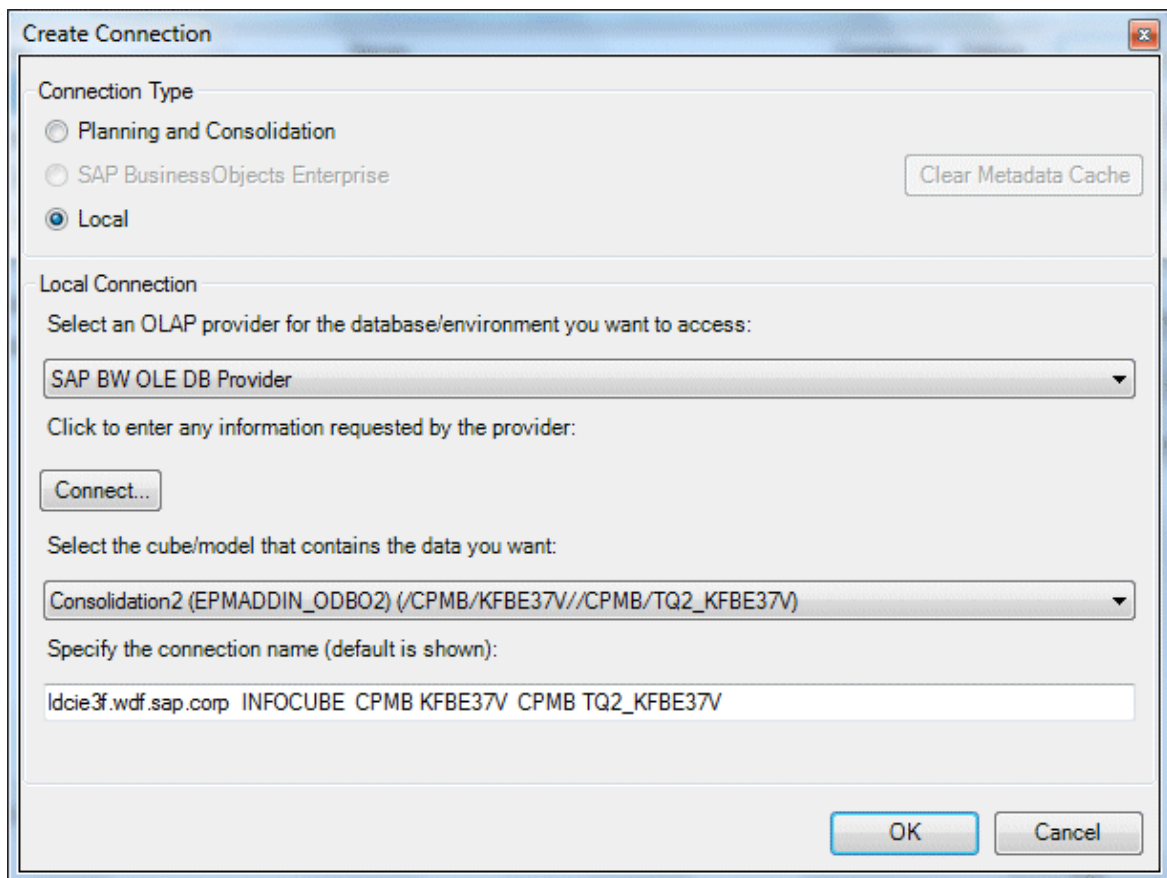 Create Connection
Connection Type
Planning and Consolidation
SAP BusinessObjects Enterprise
Clear Metadata Cache
Local
Local Connection
Select an OLAP provider for the database/environment you want to access:
SAP BW OLE DB Provider
Click to enter any information requested by the provider:
Connect...
Select the cube/model that contains the data you want:
Consolidation2 (EPMADDIN_ODBO2) (/CPMB/KFBE37V//CPMB/TQ2_KFBE37V)
Specify the connection name (default is shown):
ldcie3f.wdf.sap.corp  INFOCUBE  CPMB KFBE37V  CPMB TQ2_KFBE37V
OK
Cancel